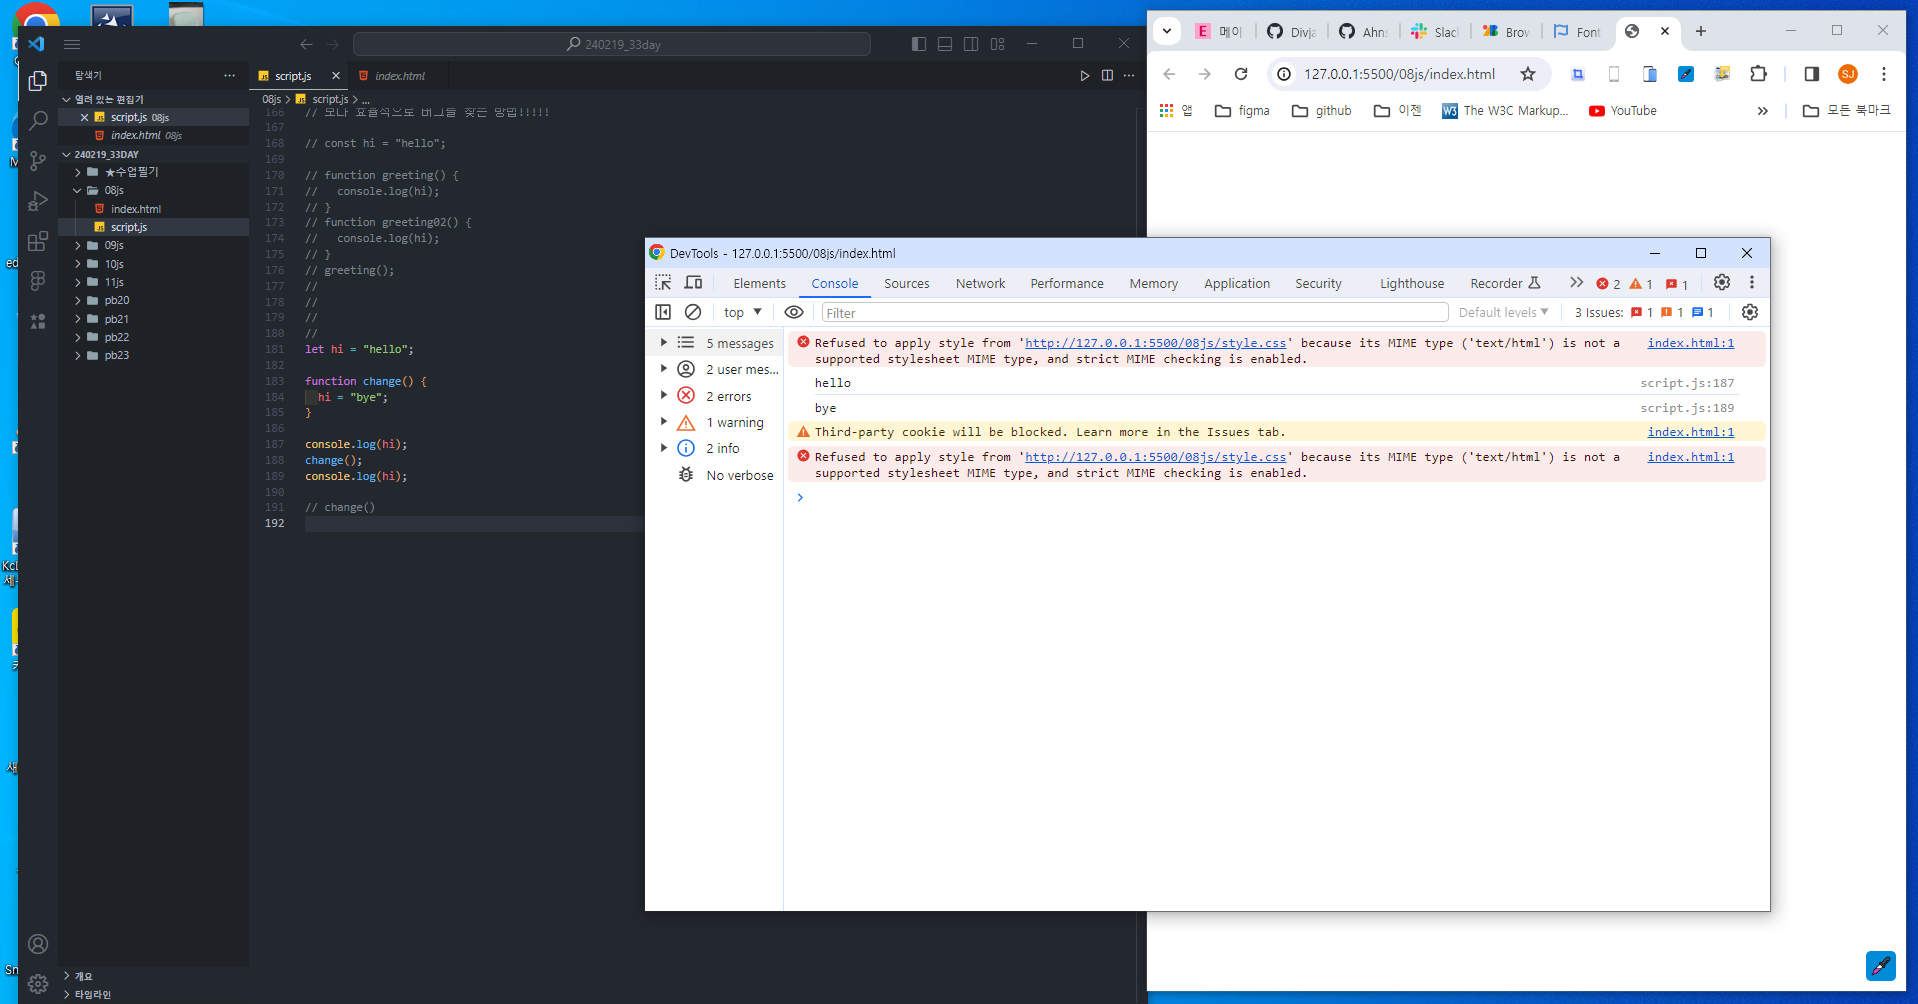 240219_33day
탐색기
열려 있는 편집기
script.js 08js
index.html 08js
240219_33DAY
★수업필기
08js
index.html
script.js
09js
10js
11js
pb20
pb21
pb22
pb23
개요
타임라인
script.js
index.html
08js > script.js > ...
166 // 보다 효율적으로 버그를 찾는 방법!!!!!
167
168 // const hi = "hello";
169
170 // function greeting() {
171 //   console.log(hi);
172 // }
173 // function greeting02() {
174 //   console.log(hi);
175 // }
176 // greeting();
177 //
178 //
179 //
180 //
181 let hi = "hello";
182
183 function change() {
184   hi = "bye";
185 }
186
187 console.log(hi);
188 change();
189 console.log(hi);
190
191 // change()
192
메이
Divja
Ahn
Slac
Brow
Font
127.0.0.1:5500/08js/index.html
SJ
앱
figma
github
이젠
The W3C Markup...
YouTube
»
모든 북마크
DevTools - 127.0.0.1:5500/08js/index.html
Elements Console Sources Network Performance Memory Application Security Lighthouse Recorder 2 1 1
top
Filter
Default levels
3 Issues: 1 1 1
5 messages
2 user mes...
2 errors
1 warning
2 info
No verbose
Refused to apply style from 'http://127.0.0.1:5500/08js/style.css' because its MIME type ('text/html') is not a index.html:1
supported stylesheet MIME type, and strict MIME checking is enabled.
hello script.js:187
bye script.js:189
Third-party cookie will be blocked. Learn more in the Issues tab. index.html:1
Refused to apply style from 'http://127.0.0.1:5500/08js/style.css' because its MIME type ('text/html') is not a index.html:1
supported stylesheet MIME type, and strict MIME checking is enabled.